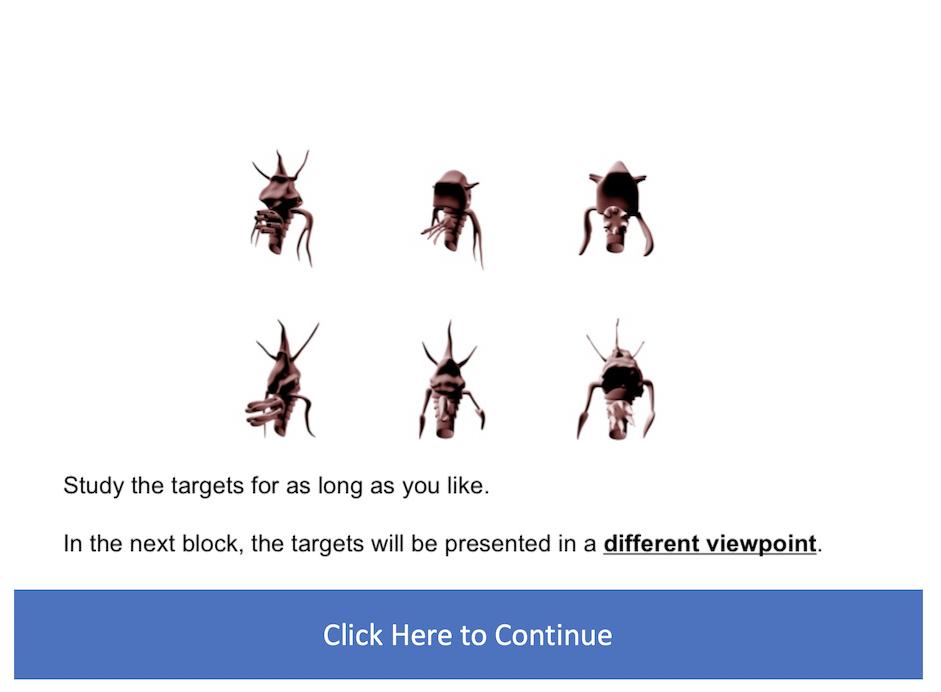 Study the targets for as long as you like.
In the next block, the targets will be presented in a different viewpoint.
Click Here to Continue